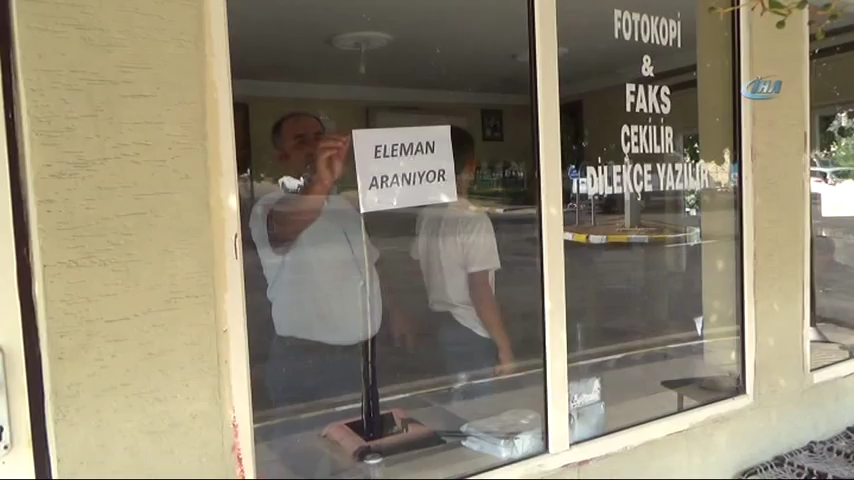 ELEMAN
ARANIYOR
FOTOKOPİ
&
FAKS
ÇEKİLİR
DİLEKÇE YAZILIR
İHA